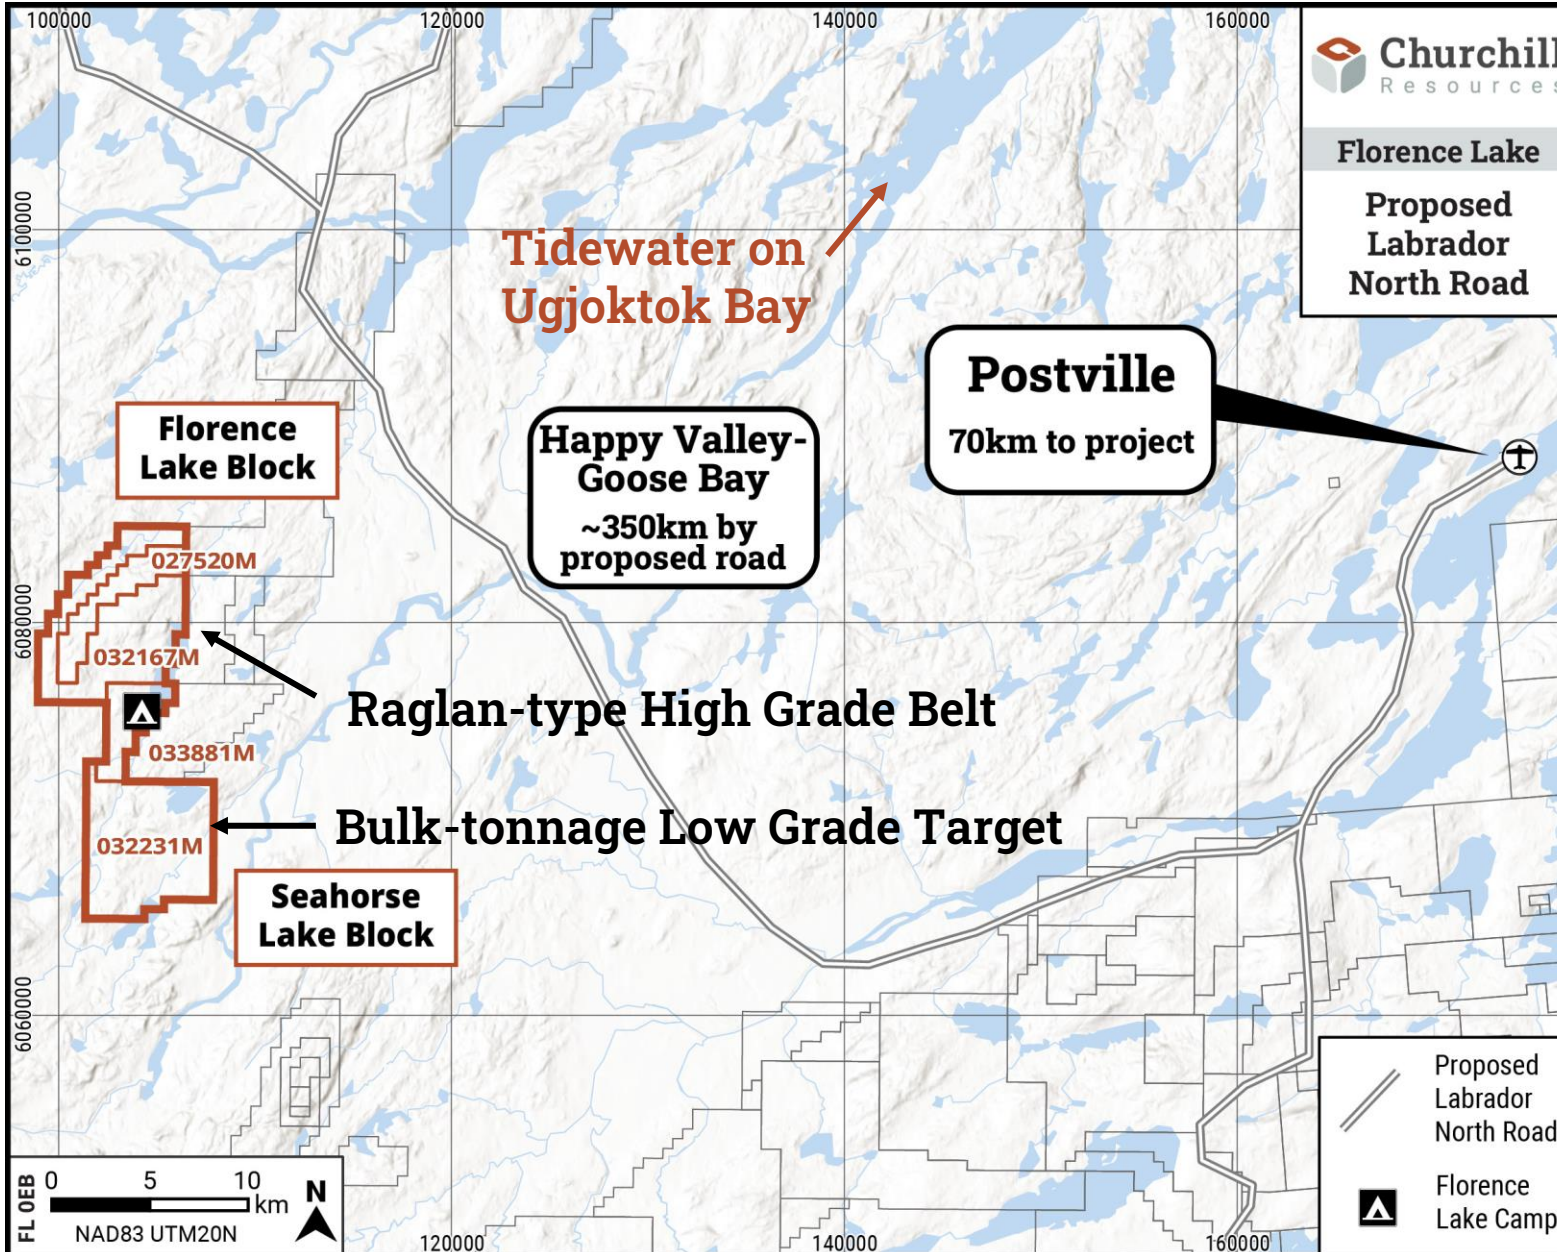 100000
120000
140000
160000
Churchill
Resources
Florence Lake
Proposed
Labrador
North Road
6100000
Tidewater on
Ugjoktok Bay
Postville
70km to project
Florence
Lake Block
Happy Valley-
Goose Bay
~350km by
proposed road
027520M
6080000
032167M
Raglan-type High Grade Belt
033881M
Bulk-tonnage Low Grade Target
032231M
Seahorse
Lake Block
6060000
Proposed
Labrador
North Road
Florence
Lake Camp
FL OEB
0 5 10
km
N
NAD83 UTM20N
120000
140000
160000